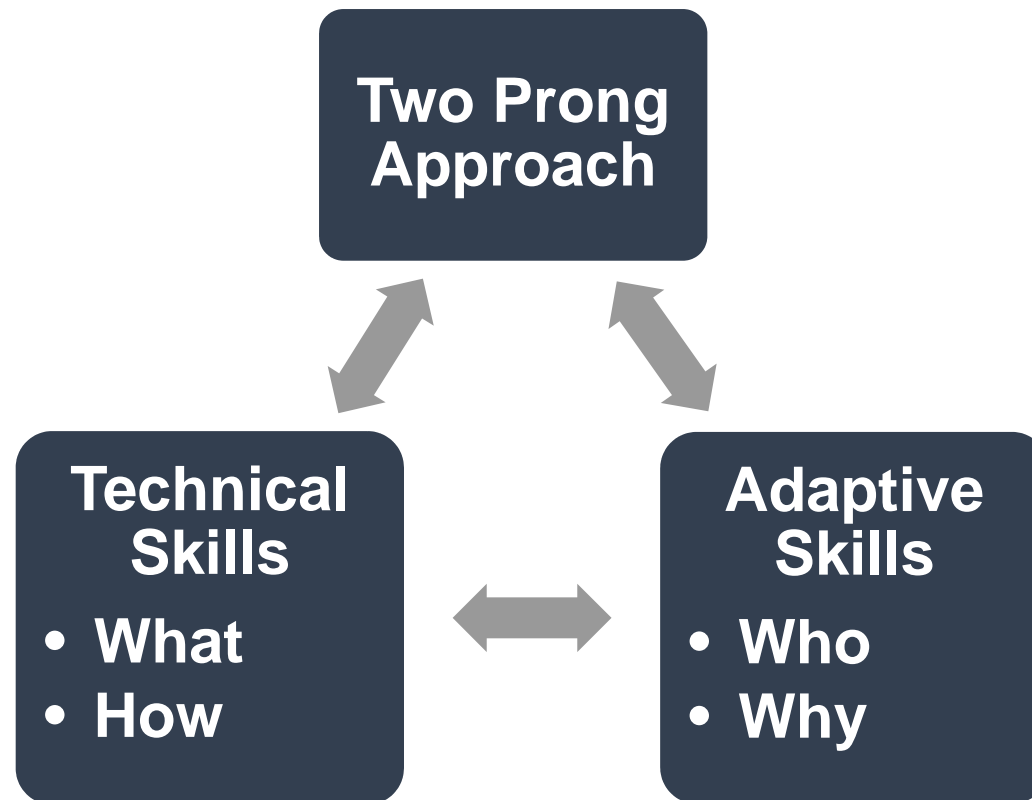 Two Prong
Approach
Technical
Skills
• What
• How
Adaptive
Skills
• Who
• Why